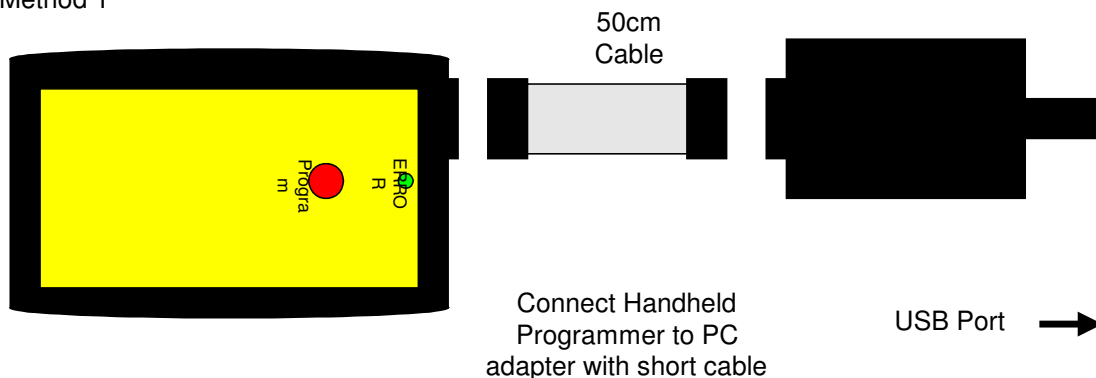 Method 1
50cm
Cable
Progra
m
ERRO
R
Connect Handheld
Programmer to PC
adapter with short cable
USB Port